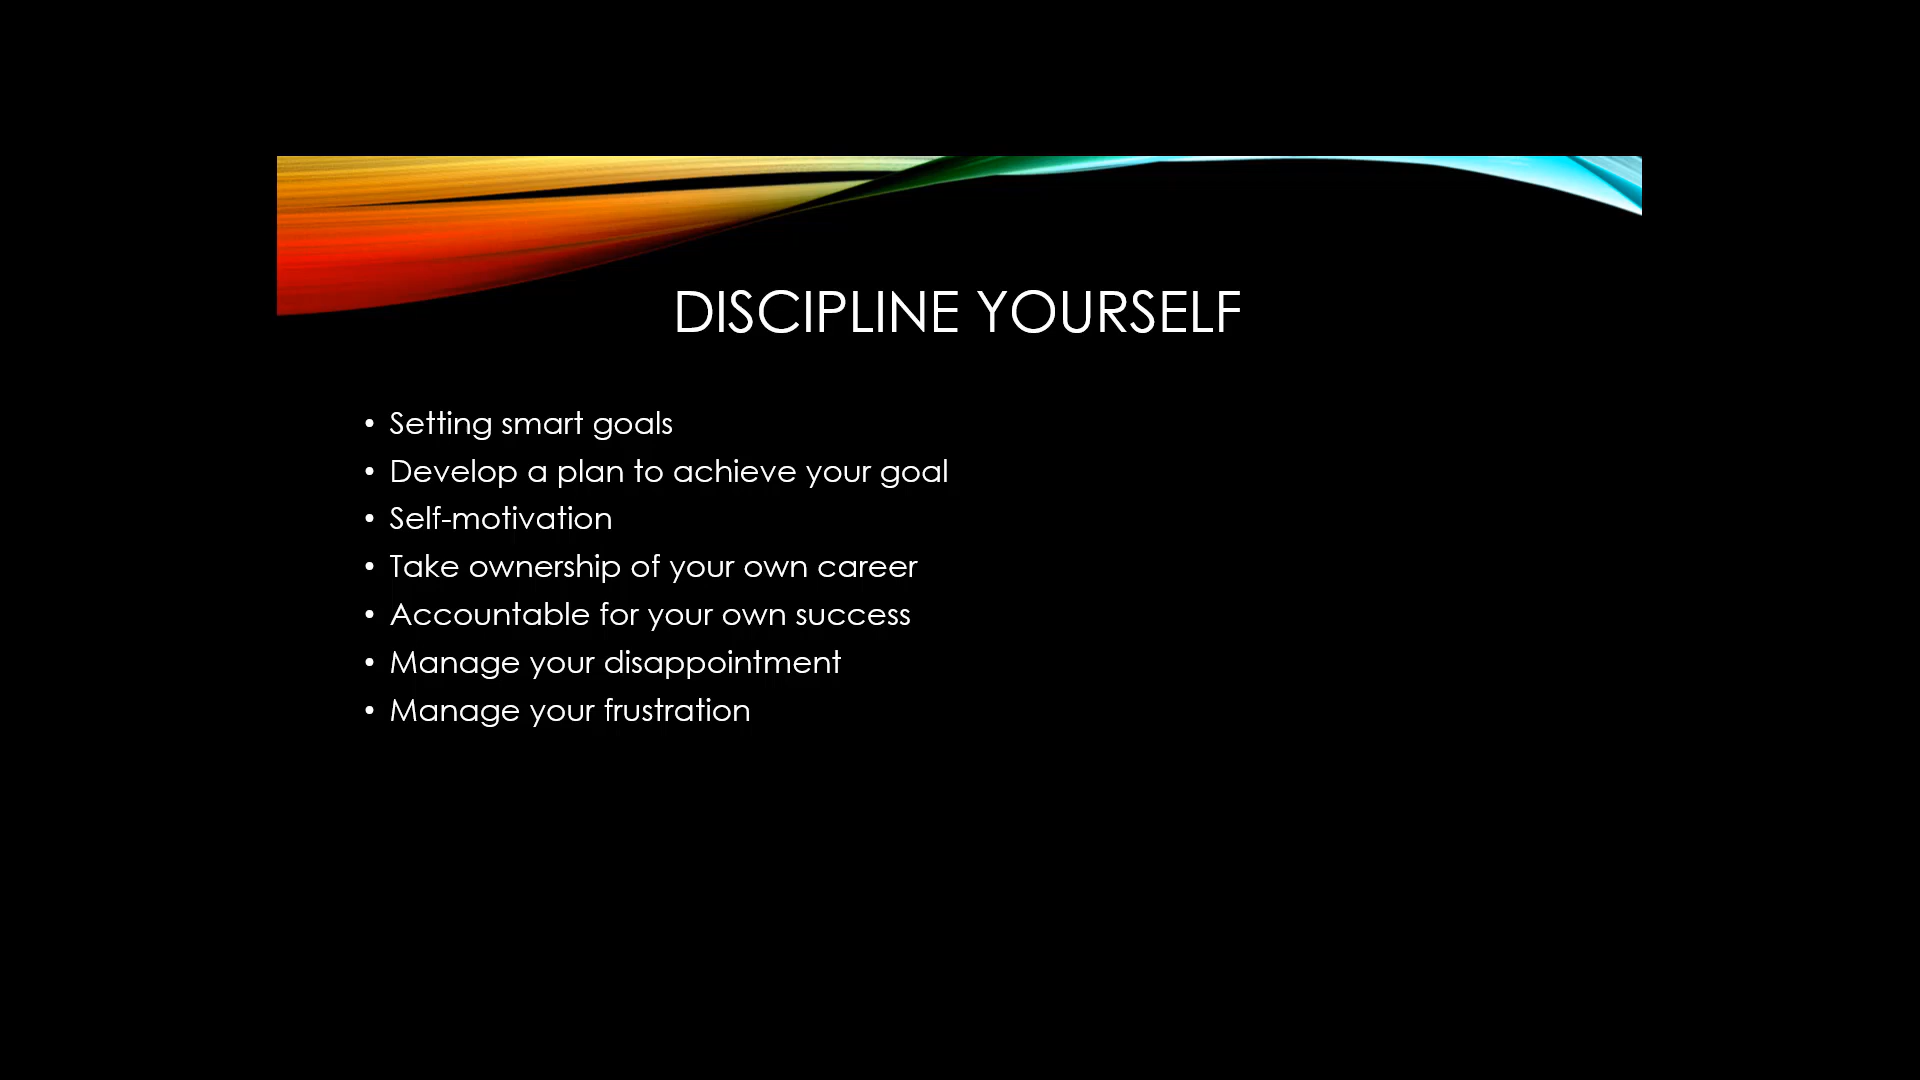 DISCIPLINE YOURSELF
• Setting smart goals
• Develop a plan to achieve your goal
• Self-motivation
• Take ownership of your own career
• Accountable for your own success
• Manage your disappointment
• Manage your frustration